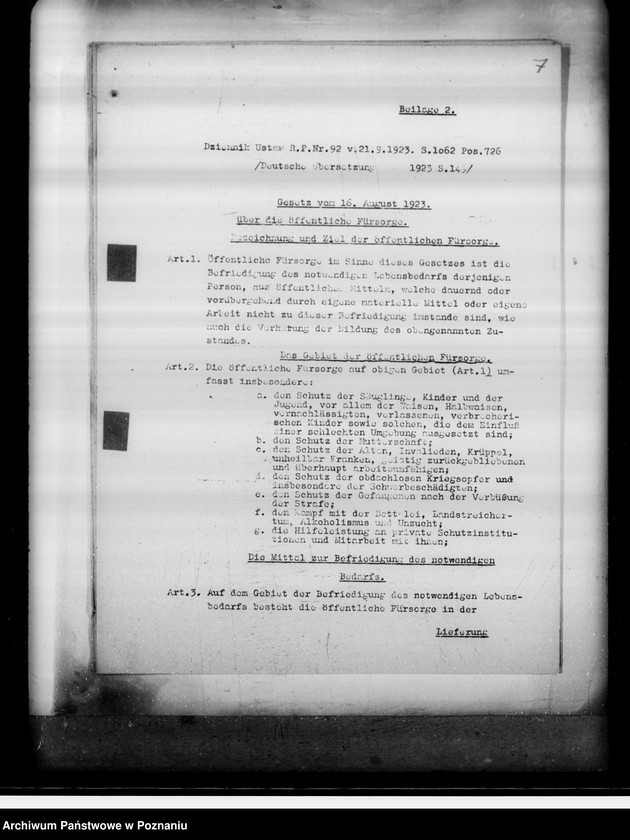 7
Beilage 2.
Dziennik Ustaw R.P.Nr.92 v.21.9.1923. S.1o62 Pos.726
/Deutsche Übersetzung 1923 S.149/
Gesetz vom 16. August 1923.
über die öffentliche Fürsorge.
Bezeichnung und Ziel der öffentlichen Fürsorge.
Art.1. Öffentliche Fürsorge im Sinne dieses Gesetzes ist die
Befriedigung des notwendigen Lebensbedarfs derjenigen
Person, aus öffentlichen Mitteln, welche dauernd oder
vorübergehend durch eigene materielle Mittel oder eigene
Arbeit nicht zu dieser Befriedigung imstande sind, wie
auch die Verhütung der Bildung des obengenannten Zu-
standes.
Das Gebiet der öffentlichen Fürsorge.
Art.2. Die öffentliche Fürsorge auf obigen Gebiet (Art.1) um-
fasst insbesondere:
a. den Schutz der Säuglinge, Kinder und der
Jugend, vor allem der Waisen, Halbwaisen,
vernachlässigten, verlassenen, verbrecheri-
schen Kinder sowie solchen, die dem Einfluß
einer schlechten Umgebung ausgesetzt sind;
b. den Schutz der Mutterschaft;
c. den Schutz der Alten, Invaliden, Krüppel,
unheilbar Kranken, geistig zurückgebliebenen
und überhaupt arbeitsunfähigen;
d. den Schutz der obdachlosen Kriegsopfer und
insbesondere der Schwerbeschädigten;
e. den Schutz der Gefangenen nach der Verbüßung
der Strafe;
f. den Kampf mit der Bettelei, Landstreicher-
tum, Alkoholismus und Unzucht;
g. die Hilfeleistung an private Schutzinstitu-
tionen und Mitarbeit mit ihnen;
Die Mittel zur Befriedigung des notwendigen
Bedarfs.
Art.3. Auf dem Gebiet der Befriedigung des notwendigen Lebens-
bedarfs besteht die öffentliche Fürsorge in der
Lieferung
Archiwum Państwowe w Poznaniu